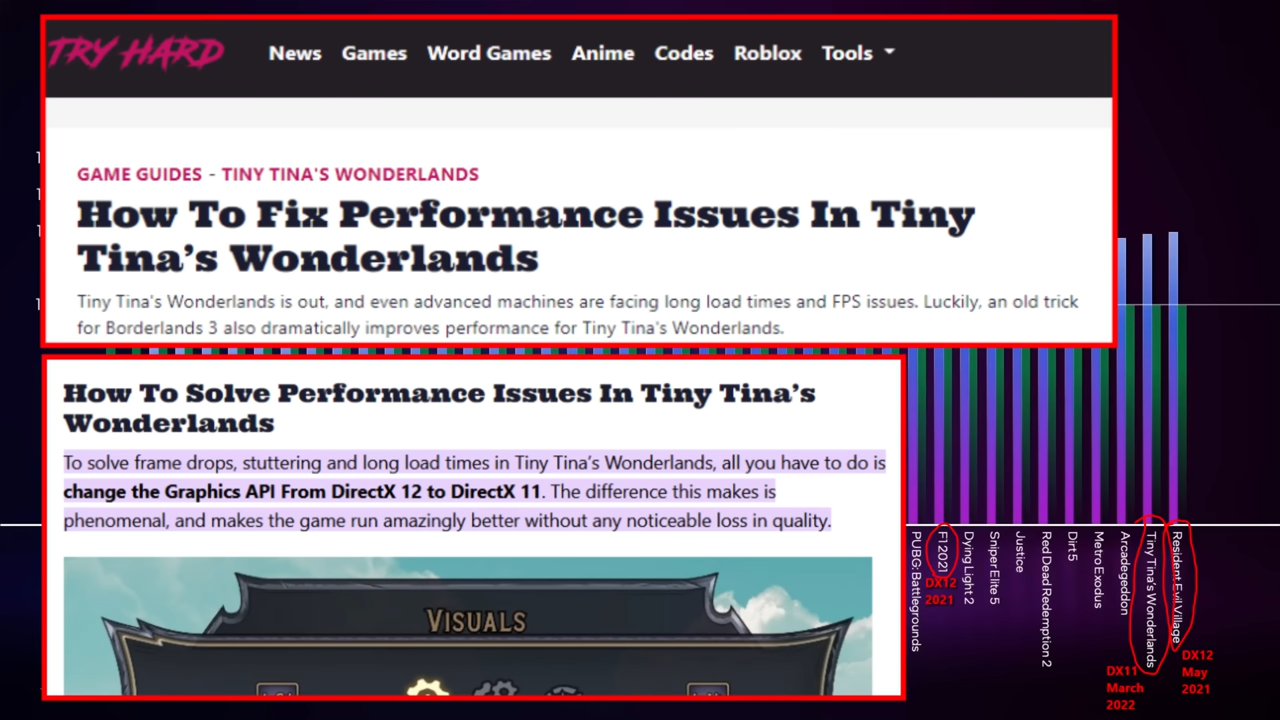 TRY HARD
News Games Word Games Anime Codes Roblox Tools
GAME GUIDES - TINY TINA'S WONDERLANDS
How To Fix Performance Issues In Tiny
Tina's Wonderlands
Tiny Tina's Wonderlands is out, and even advanced machines are facing long load times and FPS issues. Luckily, an old trick
for Borderlands 3 also dramatically improves performance for Tiny Tina's Wonderlands.
How To Solve Performance Issues In Tiny Tina's
Wonderlands
To solve frame drops, stuttering and long load times in Tiny Tina's Wonderlands, all you have to do is
change the Graphics API From DirectX 12 to DirectX 11. The difference this makes is
phenomenal, and makes the game run amazingly better without any noticeable loss in quality.
VISUALS
PUBG: Battlegrounds
F1 2021
Dying Light 2
Sniper Elite 5
Justice
Red Dead Redemption 2
Dirt 5
Metro Exodus
Arcadegeddon
Tiny Tina's Wonderlands
Resident Evil Village
DX12
2021
DX11
March
2022
DX12
May
2021